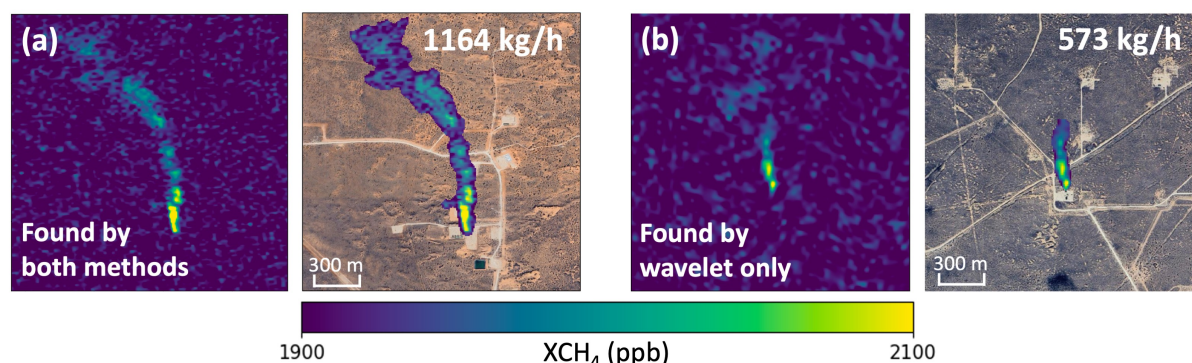 (a)
Found by
both methods
1164 kg/h
300 m
(b)
Found by
wavelet only
573 kg/h
300 m
1900
XCH₄ (ppb)
2100